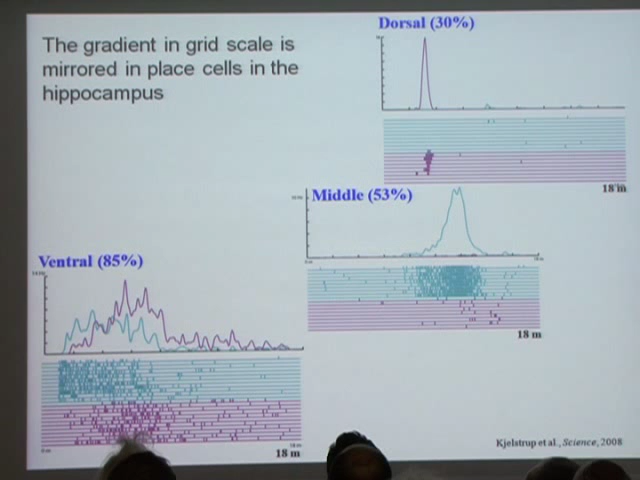 The gradient in grid scale is
mirrored in place cells in the
hippocampus
Dorsal (30%)
18 m
Middle (53%)
18 m
Ventral (85%)
18 m
Kjelstrup et al., Science, 2008